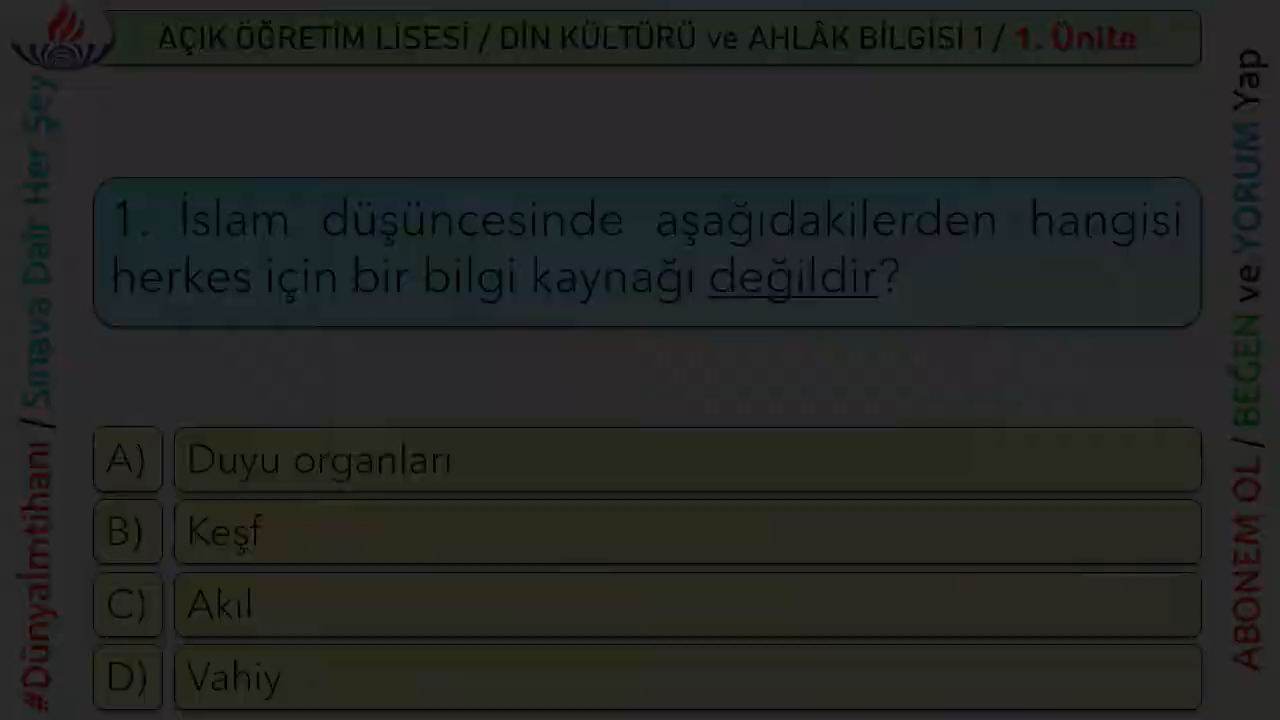 AÇIK ÖĞRETİM LİSESİ / DİN KÜLTÜRÜ ve AHLÂK BİLGİSİ 1 / 1. Ünite
#Dünyaİmtihanı / Sınava Dair Her Şey
1. İslam düşüncesinde aşağıdakilerden hangisi
herkes için bir bilgi kaynağı değildir?
A) Duyu organları
B) Keşf
C) Akıl
D) Vahiy
ABONEM OL / BEĞEN ve YORUM Yap